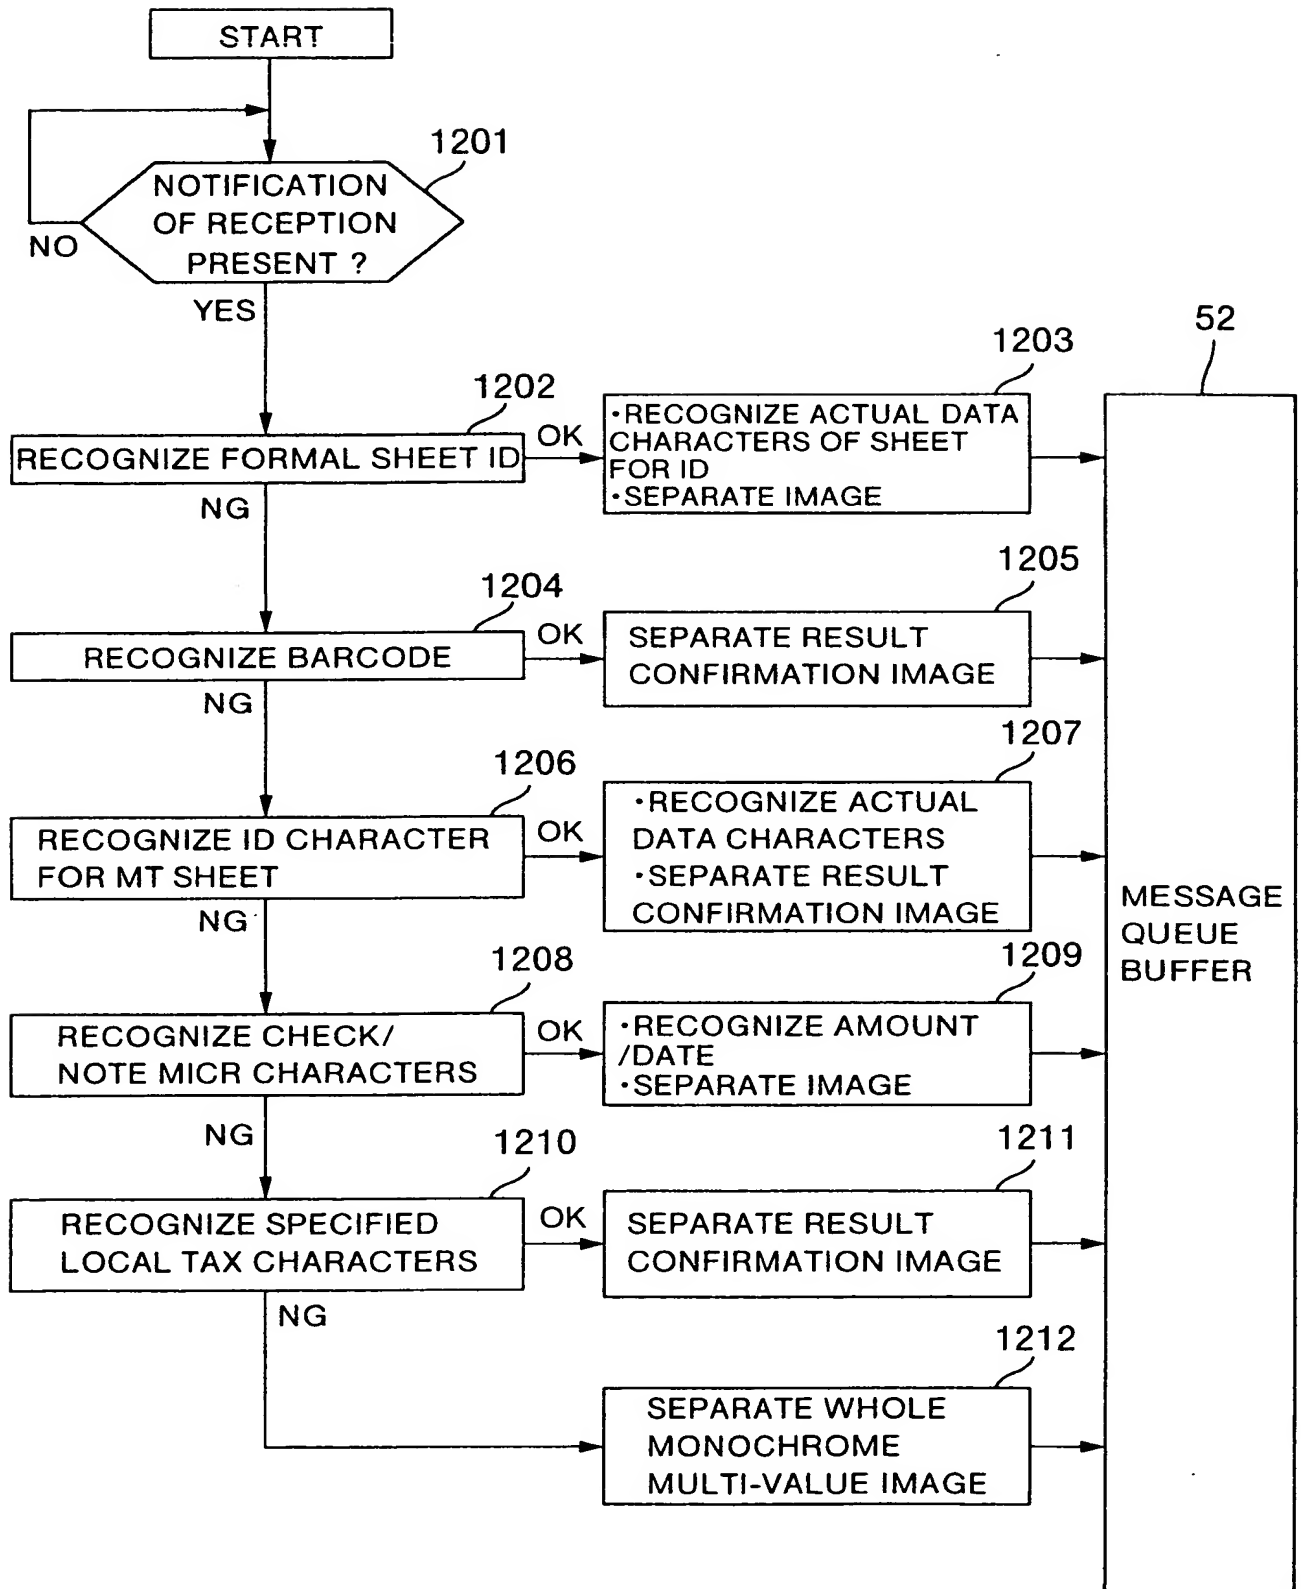 START
1201
NOTIFICATION
OF RECEPTION
PRESENT ?
NO
YES
52
1203
1202
・RECOGNIZE ACTUAL DATA
CHARACTERS OF SHEET
FOR ID
・SEPARATE IMAGE
OK
RECOGNIZE FORMAL SHEET ID
NG
1205
1204
OK
SEPARATE RESULT
CONFIRMATION IMAGE
RECOGNIZE BARCODE
NG
1207
1206
・RECOGNIZE ACTUAL
DATA CHARACTERS
・SEPARATE RESULT
CONFIRMATION IMAGE
OK
RECOGNIZE ID CHARACTER
FOR MT SHEET
NG
MESSAGE
QUEUE
BUFFER
1209
1208
OK
・RECOGNIZE AMOUNT
/DATE
・SEPARATE IMAGE
RECOGNIZE CHECK/
NOTE MICR CHARACTERS
NG
1211
1210
OK
SEPARATE RESULT
CONFIRMATION IMAGE
RECOGNIZE SPECIFIED
LOCAL TAX CHARACTERS
NG
1212
SEPARATE WHOLE
MONOCHROME
MULTI-VALUE IMAGE